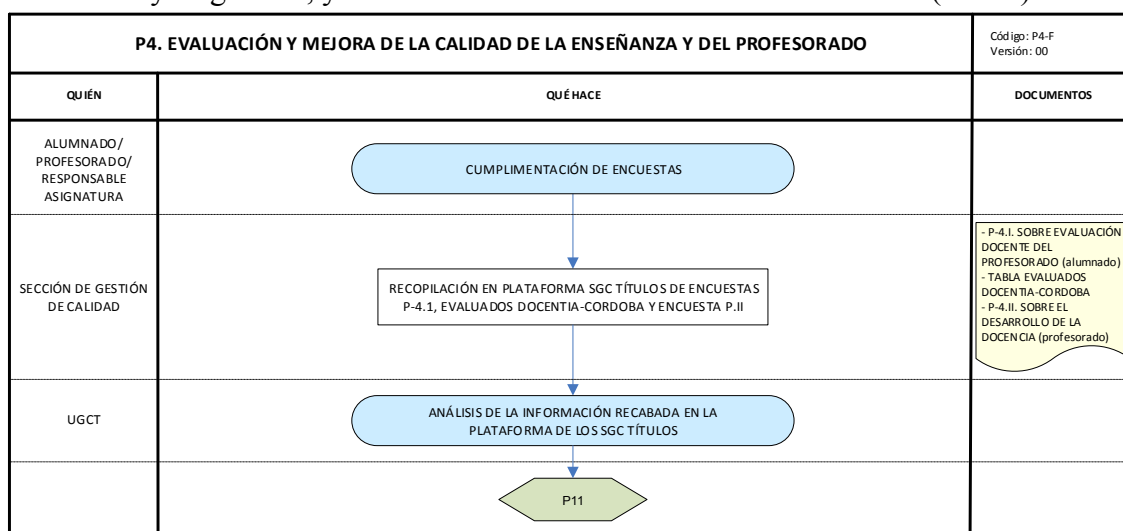 P4. EVALUACIÓN Y MEJORA DE LA CALIDAD DE LA ENSEÑANZA Y DEL PROFESORADO
Código: P4-F
Versión: 00
QUIÉN
QUÉ HACE
DOCUMENTOS
ALUMNADO/
PROFESORADO/
RESPONSABLE
ASIGNATURA
CUMPLIMENTACIÓN DE ENCUESTAS
SECCIÓN DE GESTIÓN
DE CALIDAD
RECOPILACIÓN EN PLATAFORMA SGC TÍTULOS DE ENCUESTAS
P-4.1, EVALUADOS DOCENTIA-CORDOBA Y ENCUESTA P.II
- P-4.I. SOBRE EVALUACIÓN
DOCENTE DEL
PROFESORADO (alumnado)
- TABLA EVALUADOS
DOCENTIA-CORDOBA
- P-4.II. SOBRE EL
DESARROLLO DE LA
DOCENCIA (profesorado)
UGCT
ANÁLISIS DE LA INFORMACIÓN RECABADA EN LA
PLATAFORMA DE LOS SGC TÍTULOS
P11